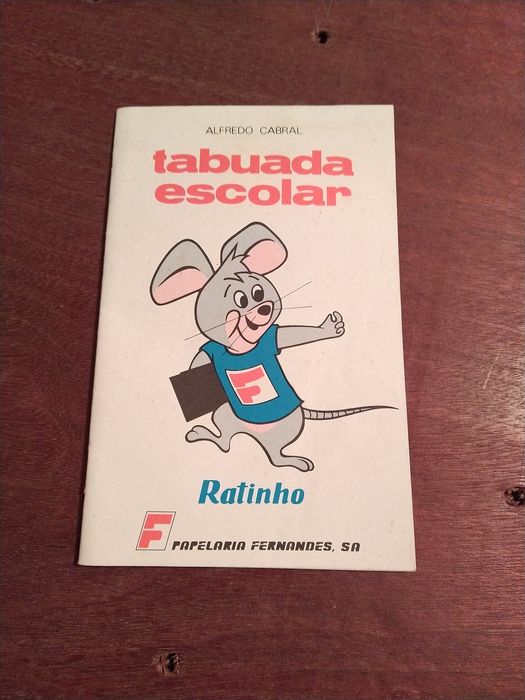 ALFREDO CABRAL
tabuada
escolar
F
Ratinho
F PAPELARIA FERNANDES, SA